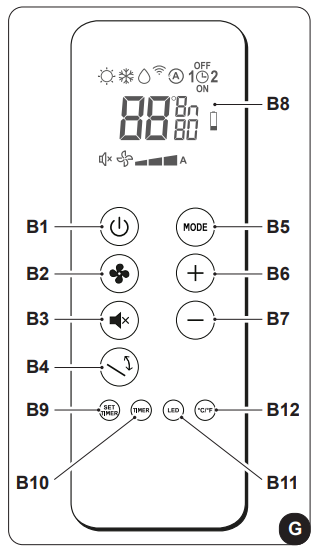 OFF
A 1 2
ON
88 8n
80
B8
A
B1
MODE
B5
B2
B6
B3
B7
B4
B9
SET
TIMER
TIMER
LED
°C/°F
B12
B10
B11
G